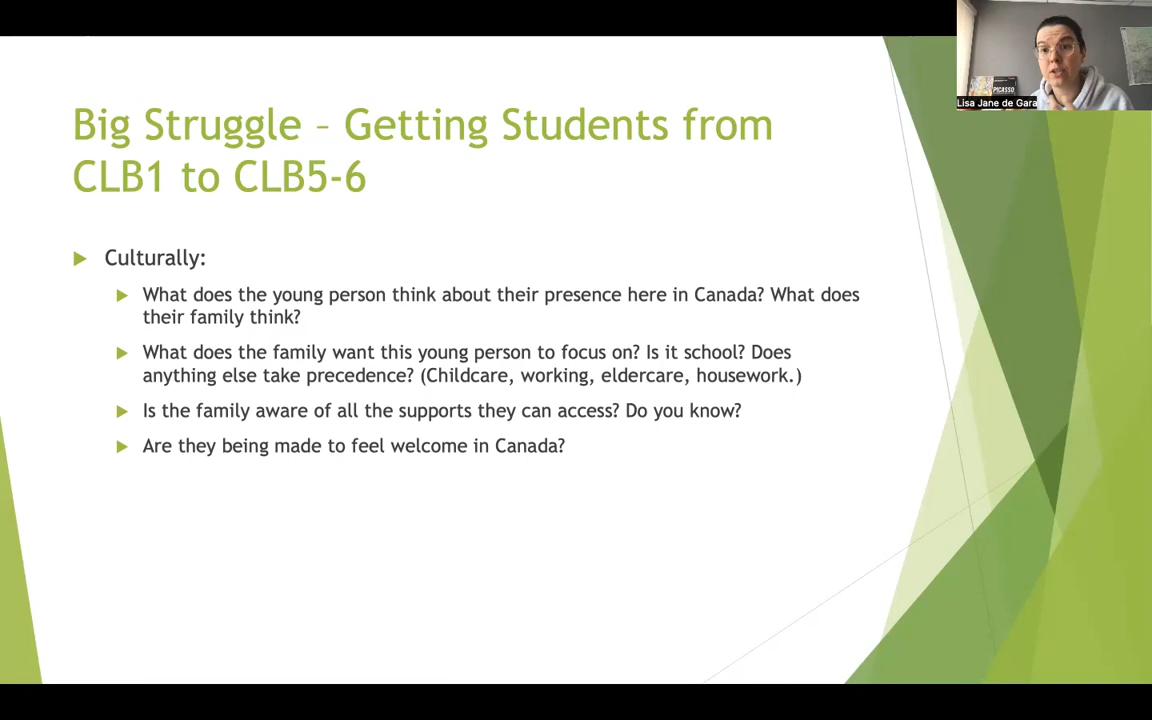 Big Struggle – Getting Students from
CLB1 to CLB5-6
Culturally:
What does the young person think about their presence here in Canada? What does
their family think?
What does the family want this young person to focus on? Is it school? Does
anything else take precedence? (Childcare, working, eldercare, housework.)
Is the family aware of all the supports they can access? Do you know?
Are they being made to feel welcome in Canada?
PICASSO
Lisa Jane de Gara